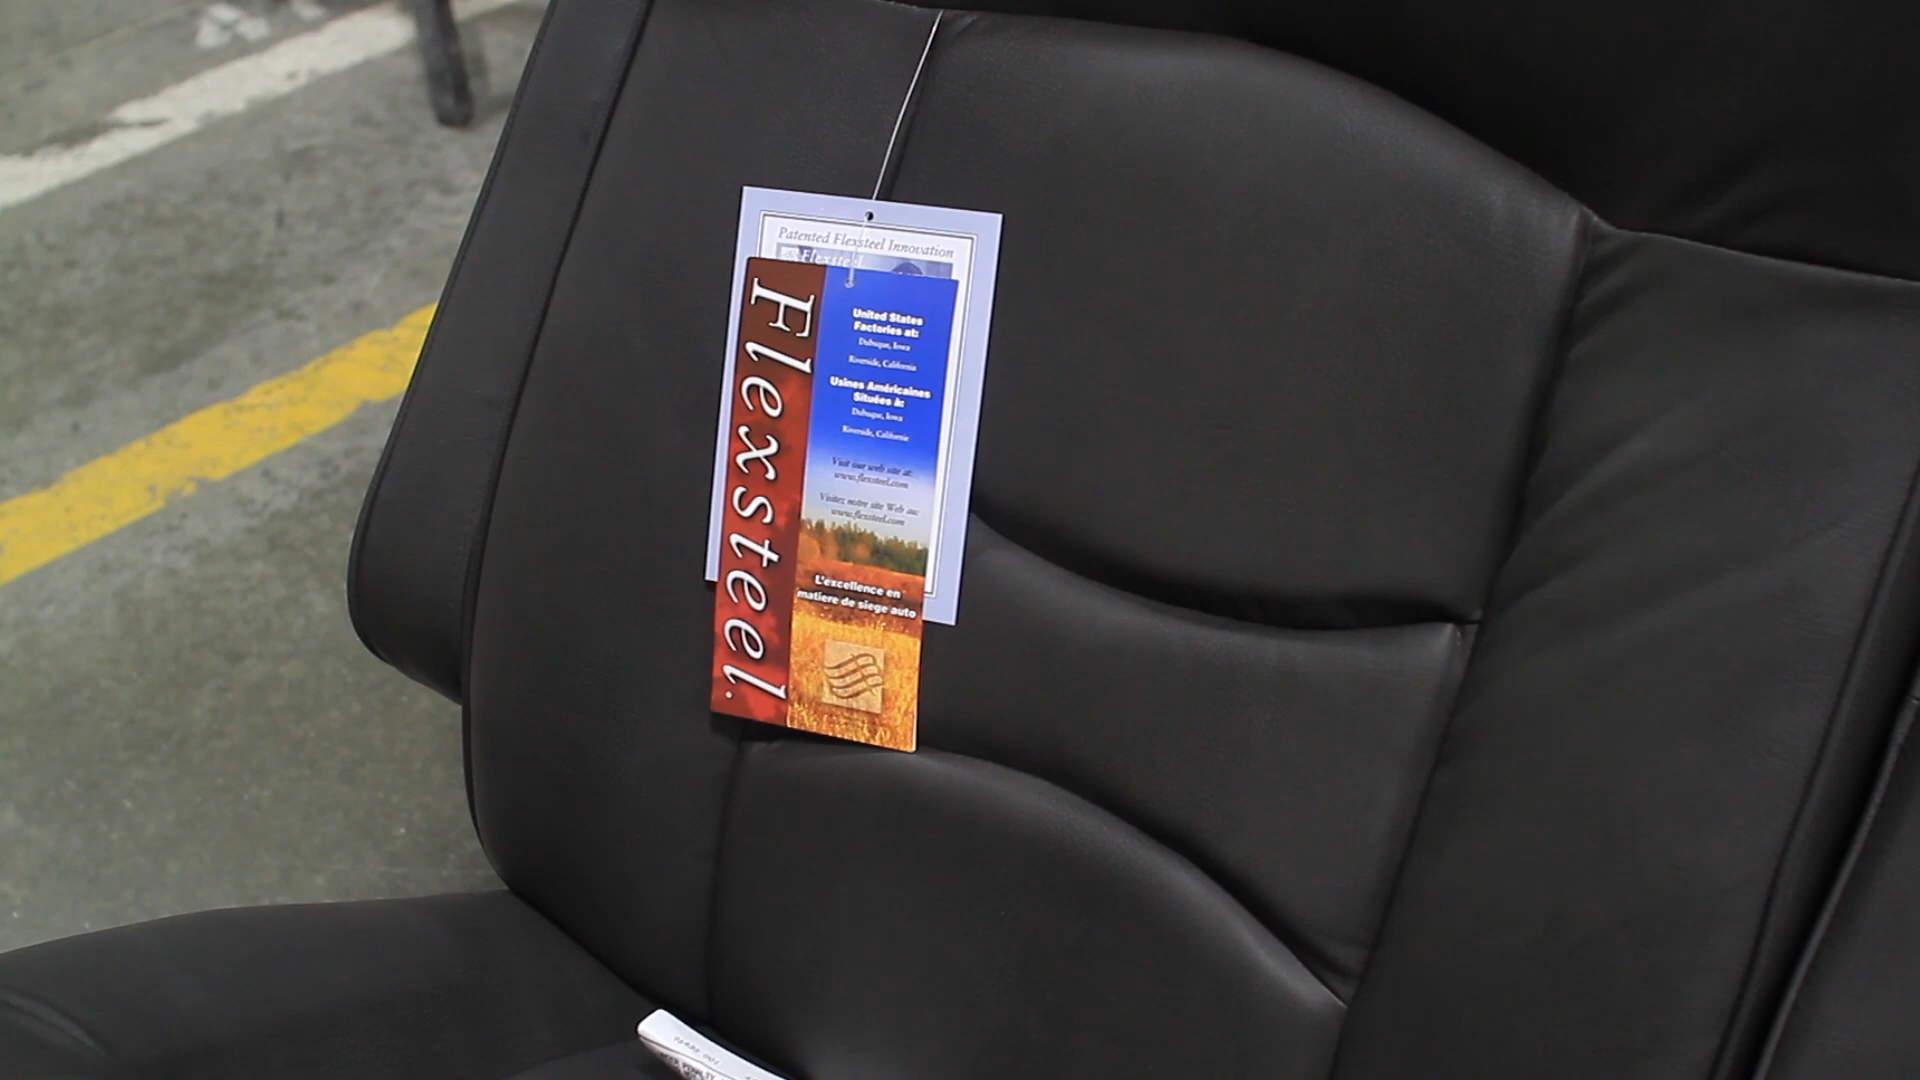 Patented Flexsteel Innovation
Flexsteel
Flexsteel.
United States
Factories at:
Dubuque, Iowa
Riverside, California
Usines Américaines
Situées à:
Dubuque, Iowa
Riverside, Californie
Visit our web site at:
www.flexsteel.com
Visitez notre site Web au:
www.flexsteel.com
L'excellence en
matiere de siege auto